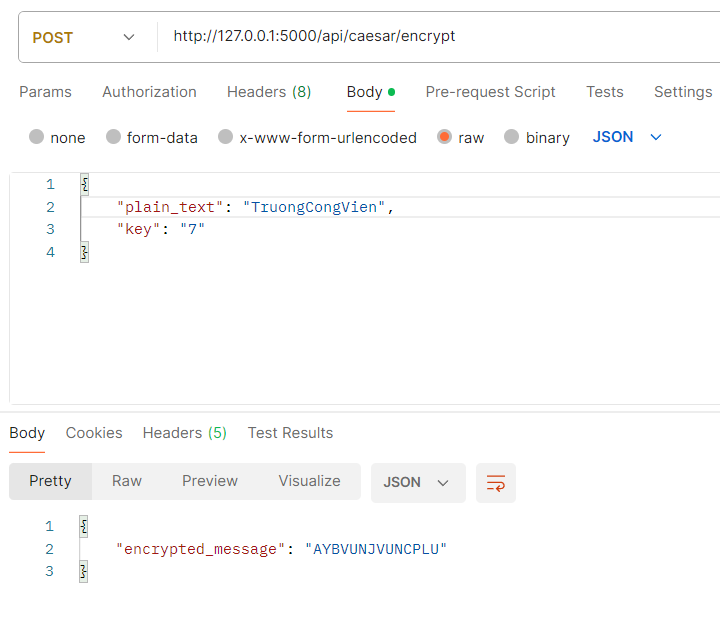 POST http://127.0.0.1:5000/api/caesar/encrypt
Params Authorization Headers (8) Body Pre-request Script Tests Settings
none form-data x-www-form-urlencoded raw binary JSON
1 {
2 "plain_text": "TruongCongVien",
3 "key": "7"
4 }
Body Cookies Headers (5) Test Results
Pretty Raw Preview Visualize JSON
1 {
2 "encrypted_message": "AYBVUNJVUNCPLU"
3 }